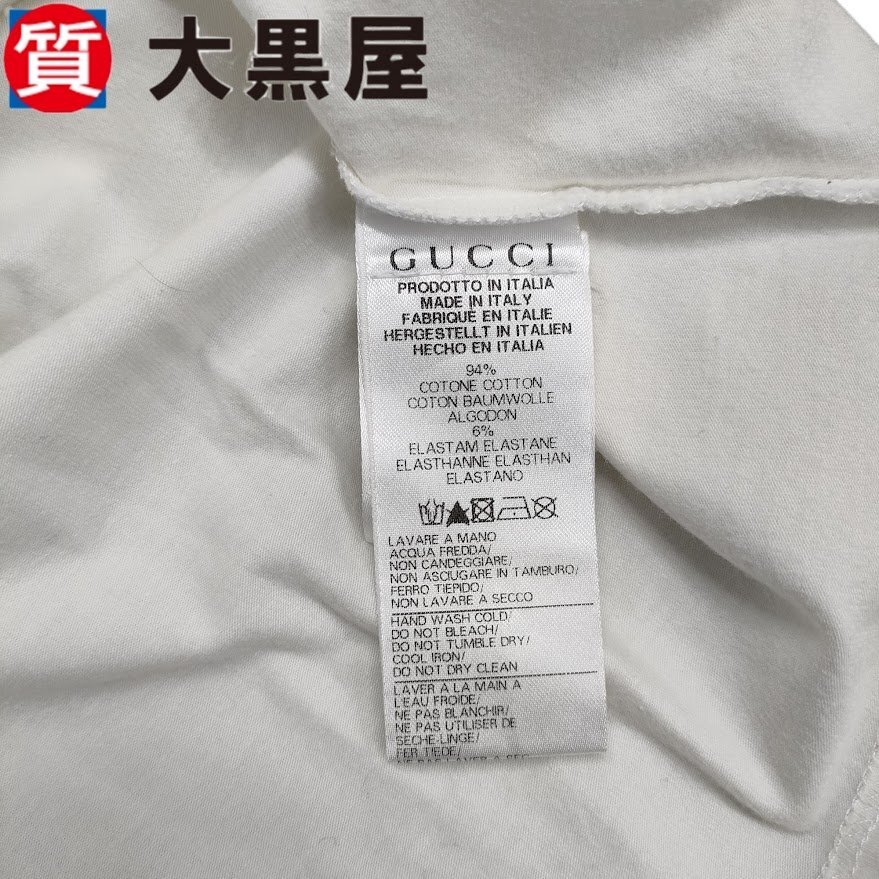 質 大黒屋
GUCCI
PRODOTTO IN ITALIA
MADE IN ITALY
FABRIQUE EN ITALIE
HERGESTELLT IN ITALIEN
HECHO EN ITALIA
94%
COTONE COTTON
COTON BAUMWOLLE
ALGODON
6%
ELASTAM ELASTANE
ELASTHANNE ELASTHAN
ELASTANO
LAVARE A MANO
ACQUA FREDDA/
NON CANDEGGIARE/
NON ASCIUGARE IN TAMBURO/
FERRO TIEPIDO/
NON LAVARE A SECCO
HAND WASH COLD/
DO NOT BLEACH/
DO NOT TUMBLE DRY/
COOL IRON/
DO NOT DRY CLEAN
LAVER A LA MAIN A
L'EAU FROIDE/
NE PAS BLANCHIR/
NE PAS UTILISER DE
SECHE-LINGE/
FER TIEDE/
NE PAS LAVER A SEC